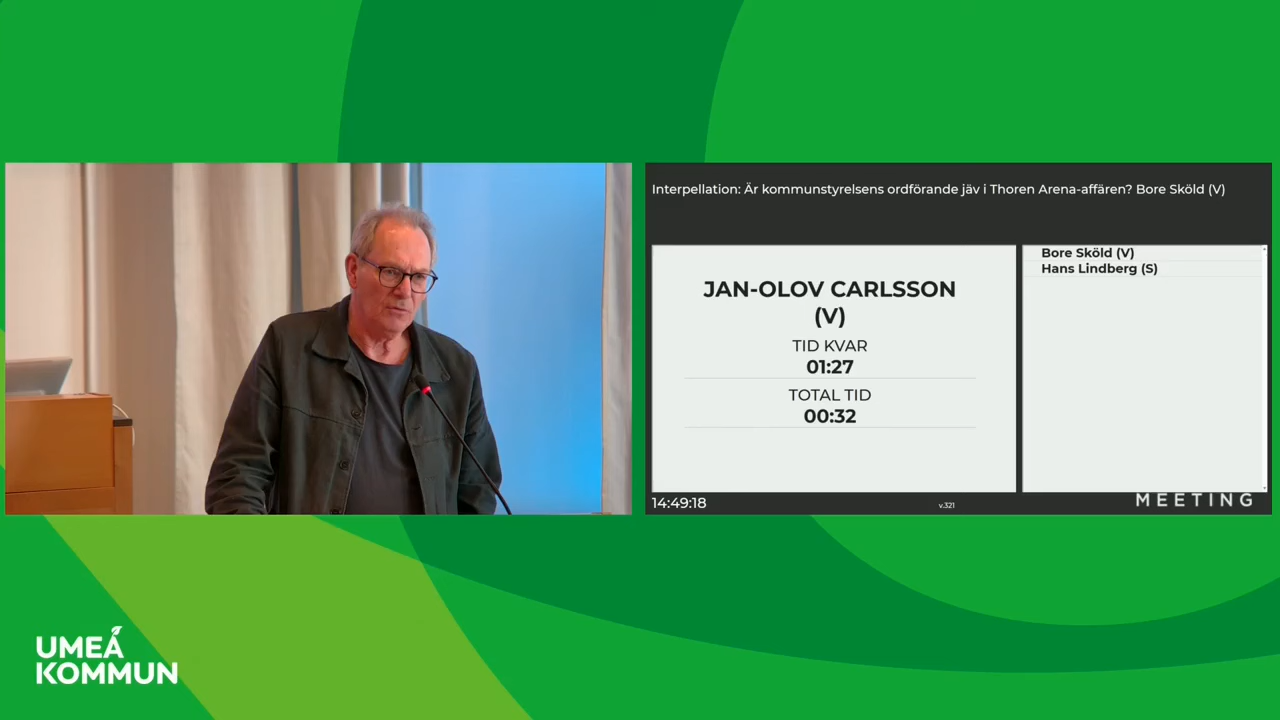 Interpellation: Är kommunstyrelsens ordförande jäv i Thoren Arena-affären? Bore Sköld (V)
JAN-OLOV CARLSSON
(V)
TID KVAR
01:27
TOTAL TID
00:32
Bore Sköld (V)
Hans Lindberg (S)
14:49:18
v.321
MEETING
UMEÅ
KOMMUN